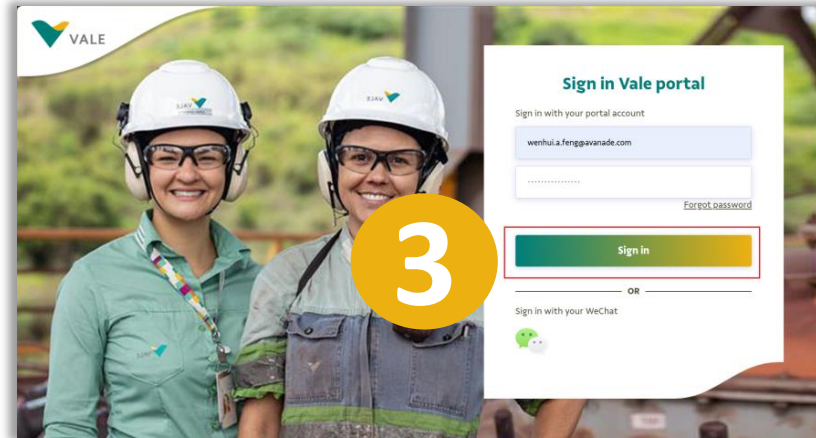 VALE
Sign in Vale portal
Sign in with your portal account
wenhui.a.feng@avanade.com
...............
Forgot password
3
Sign in
OR
Sign in with your WeChat